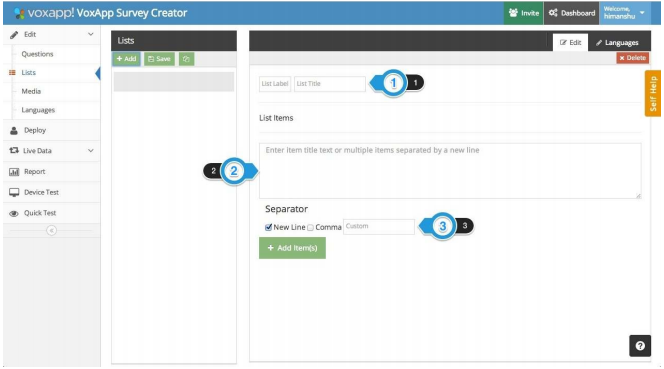 voxapp! VoxApp Survey Creator
Invite
Dashboard
Welcome,
himanshu
Edit
Questions
Lists
Media
Languages
Deploy
Live Data
Report
Device Test
Quick Test
Lists
+ Add
Save
Edit
Languages
× Delete
List Label
List Title
1
1
List Items
Enter item title text or multiple items separated by a new line
2
2
Separator
New Line
Comma
Custom
3
3
+ Add Item(s)
Self Help
?